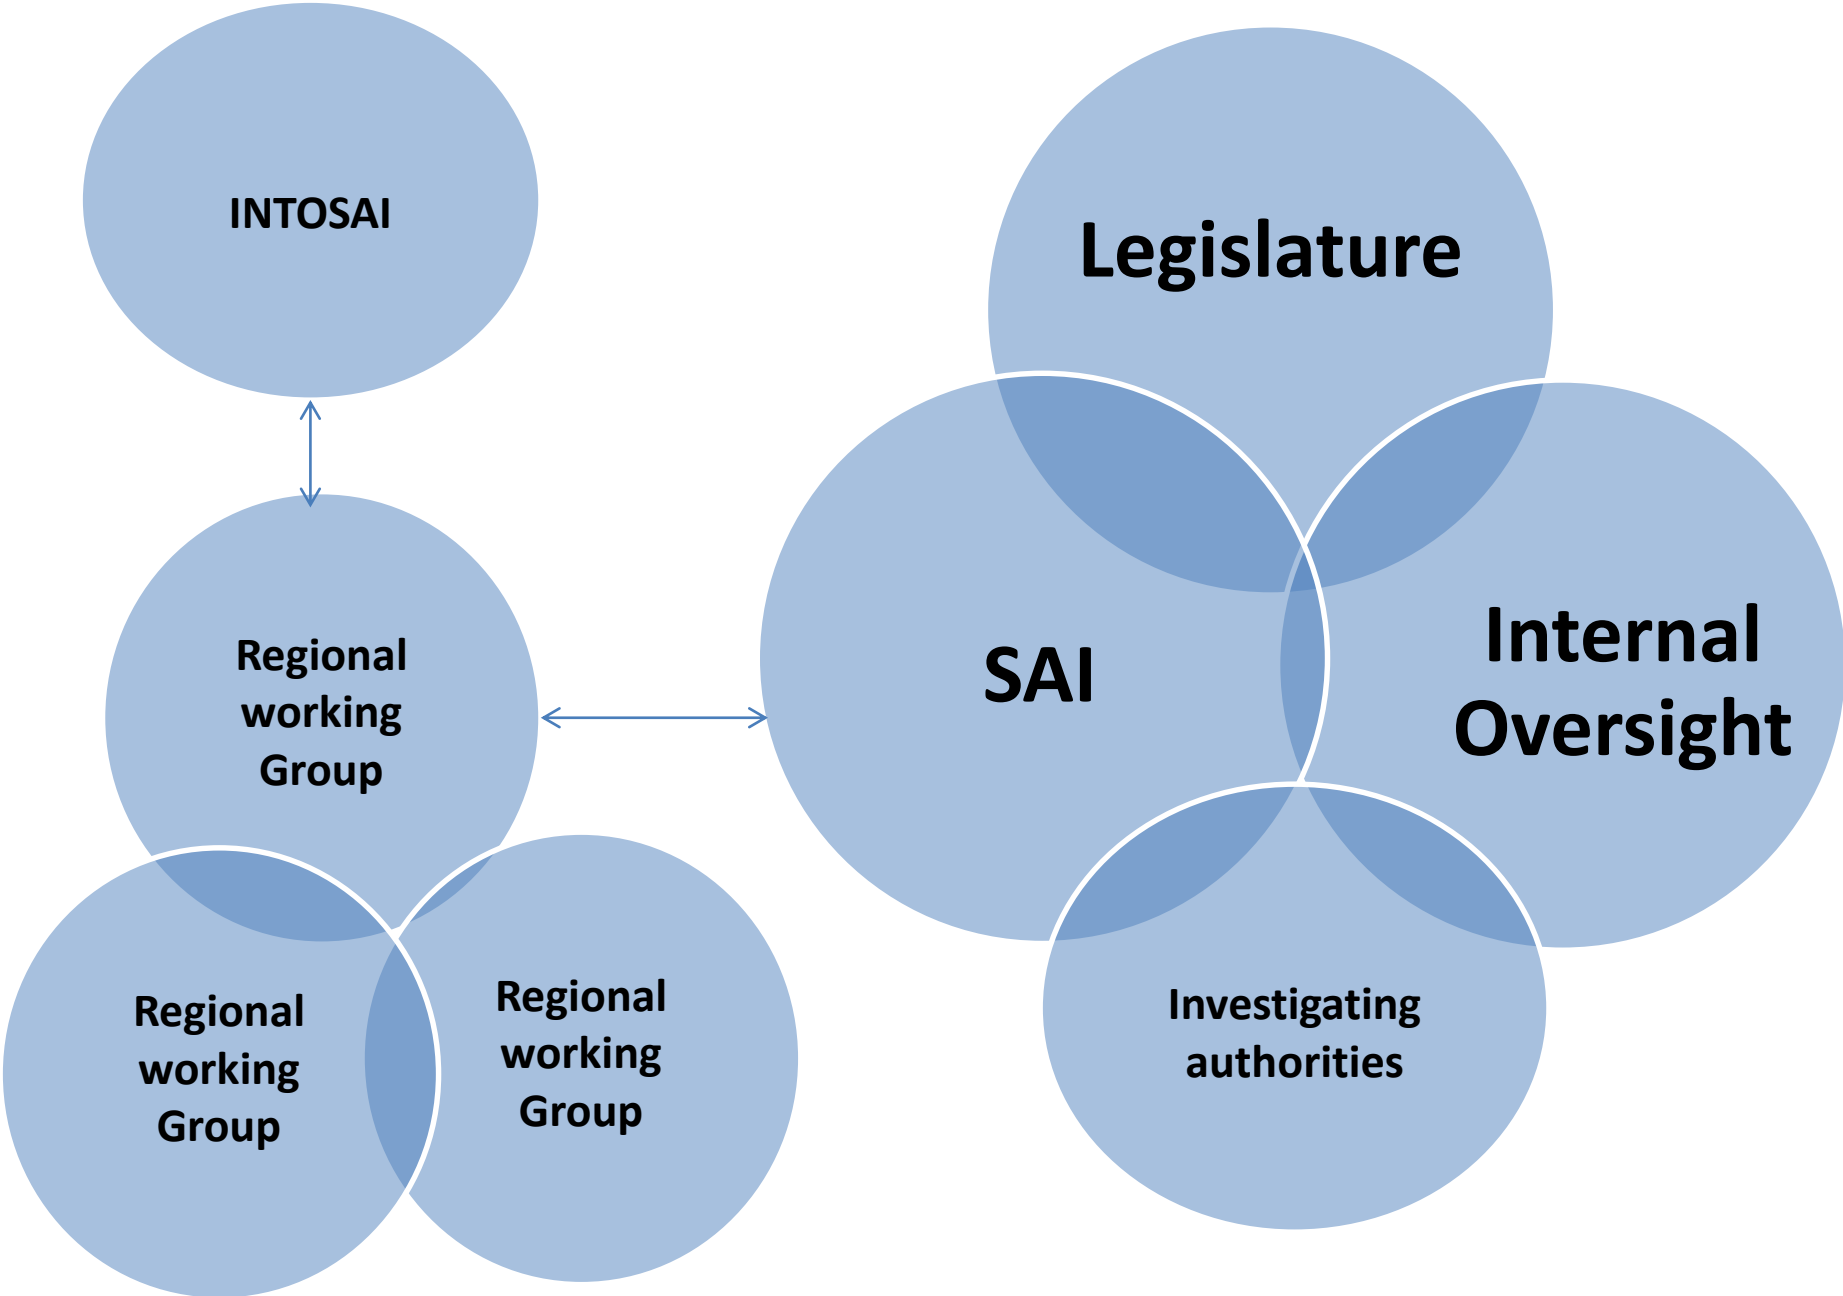 INTOSAI
Legislature
SAI
Internal
Oversight
Regional
working
Group
Regional
working
Group
Regional
working
Group
Investigating
authorities